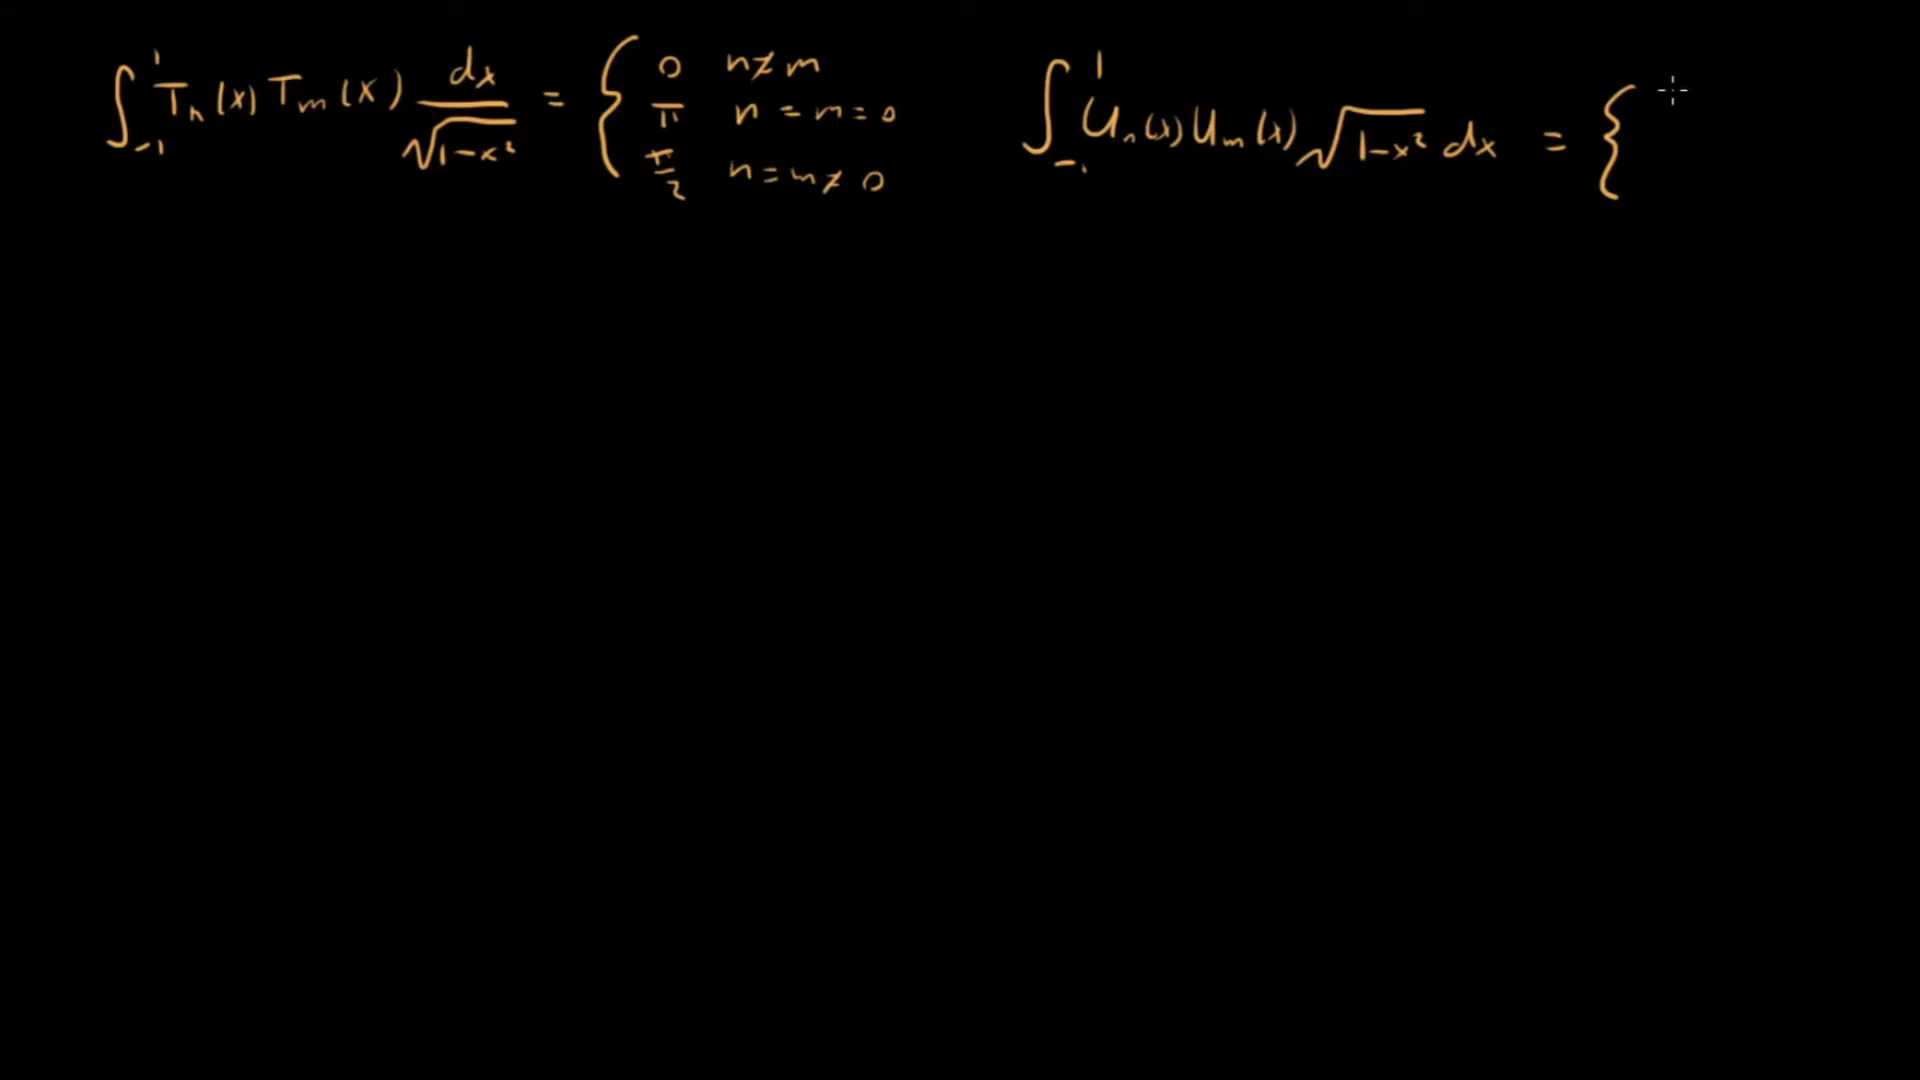 ∫₋₁¹ Tₙ(x) Tₘ(x) dx/√(1-x²) = { 0 n≠m
π n = m = 0
π/2 n = m ≠ 0
∫₋₁¹ Uₙ(x) Uₘ(x) √(1-x²) dx = {